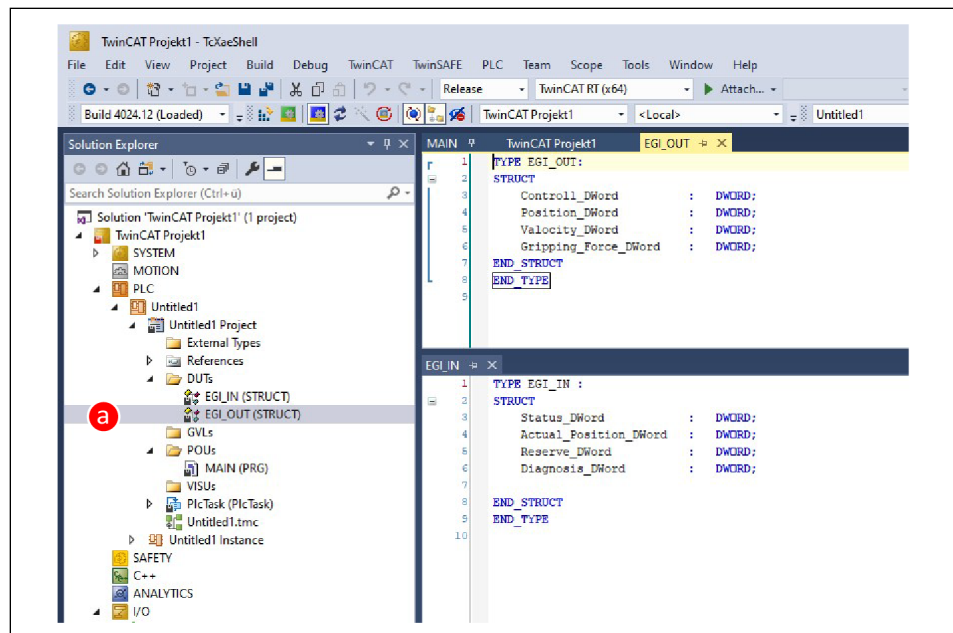 TwinCAT Projekt1 - TcXaeShell
File Edit View Project Build Debug TwinCAT TwinSAFE PLC Team Scope Tools Window Help
Release TwinCAT RT (x64) Attach...
Build 4024.12 (Loaded) TwinCAT Projekt1 <Local> Untitled1
Solution Explorer
Search Solution Explorer (Ctrl+ü)
Solution 'TwinCAT Projekt1' (1 project)
TwinCAT Projekt1
SYSTEM
MOTION
PLC
Untitled1
Untitled1 Project
External Types
References
DUTs
EGI_IN (STRUCT)
a
EGI_OUT (STRUCT)
GVLs
POUs
MAIN (PRG)
VISUs
PlcTask (PlcTask)
Untitled1.tmc
Untitled1 Instance
SAFETY
C++
ANALYTICS
I/O
MAIN TwinCAT Projekt1 EGI_OUT
1 TYPE EGI_OUT:
2 STRUCT
3 Controll_DWord : DWORD;
4 Position_DWord : DWORD;
5 Valocity_DWord : DWORD;
6 Gripping_Force_DWord : DWORD;
7 END_STRUCT
8 END_TYPE
9
EGI_IN
1 TYPE EGI_IN :
2 STRUCT
3 Status_DWord : DWORD;
4 Actual_Position_DWord : DWORD;
5 Reserve_DWord : DWORD;
6 Diagnosis_DWord : DWORD;
7
8 END_STRUCT
9 END_TYPE
10